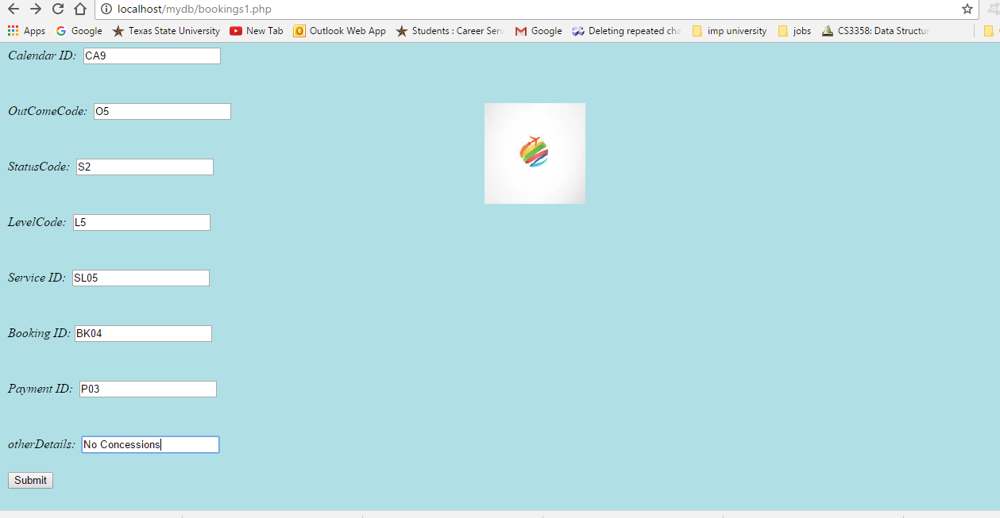 localhost/mydb/bookings1.php
Apps Google Texas State University New Tab Outlook Web App Students : Career Serv Google Deleting repeated cha imp university jobs CS3358: Data Structur
Calendar ID: CA9
OutComeCode: O5
StatusCode: S2
LevelCode: L5
Service ID: SL05
Booking ID: BK04
Payment ID: P03
otherDetails: No Concessions
Submit